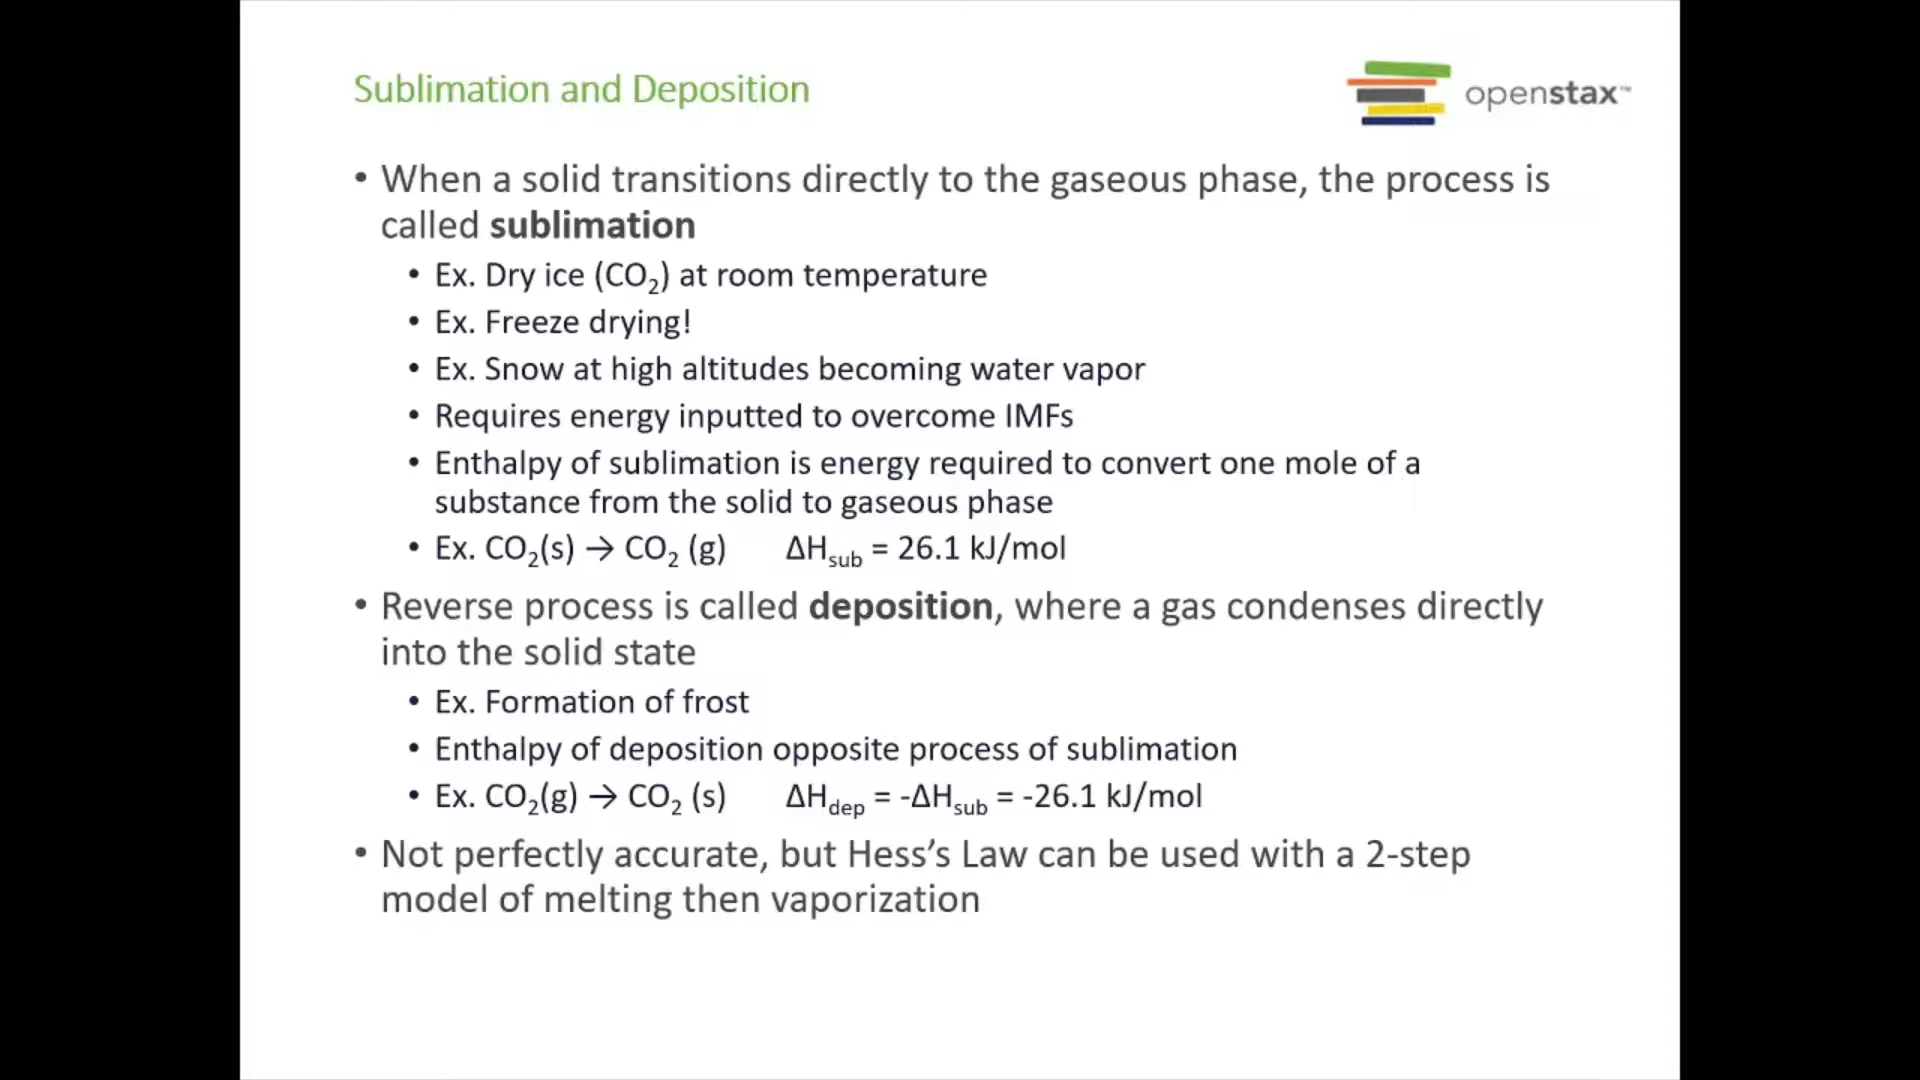 Sublimation and Deposition
openstax™
• When a solid transitions directly to the gaseous phase, the process is
called sublimation
• Ex. Dry ice (CO₂) at room temperature
• Ex. Freeze drying!
• Ex. Snow at high altitudes becoming water vapor
• Requires energy inputted to overcome IMFs
• Enthalpy of sublimation is energy required to convert one mole of a
substance from the solid to gaseous phase
• Ex. CO₂(s) → CO₂ (g) ΔHsub = 26.1 kJ/mol
• Reverse process is called deposition, where a gas condenses directly
into the solid state
• Ex. Formation of frost
• Enthalpy of deposition opposite process of sublimation
• Ex. CO₂(g) → CO₂ (s) ΔHdep = -ΔHsub = -26.1 kJ/mol
• Not perfectly accurate, but Hess’s Law can be used with a 2-step
model of melting then vaporization